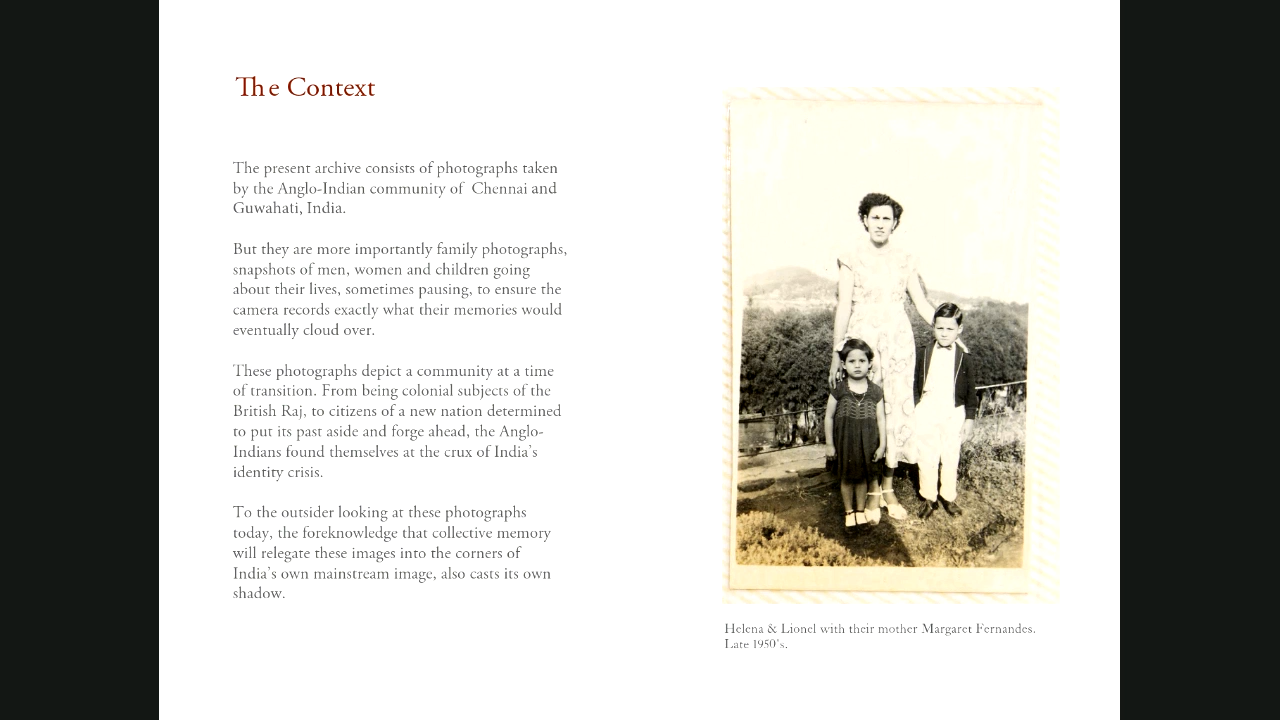 The Context
The present archive consists of photographs taken
by the Anglo-Indian community of Chennai and
Guwahati, India.
But they are more importantly family photographs,
snapshots of men, women and children going
about their lives, sometimes pausing, to ensure the
camera records exactly what their memories would
eventually cloud over.
These photographs depict a community at a time
of transition. From being colonial subjects of the
British Raj, to citizens of a new nation determined
to put its past aside and forge ahead, the Anglo-
Indians found themselves at the crux of India's
identity crisis.
To the outsider looking at these photographs
today, the foreknowledge that collective memory
will relegate these images into the corners of
India's own mainstream image, also casts its own
shadow.
Helena & Lionel with their mother Margaret Fernandes.
Late 1950's.